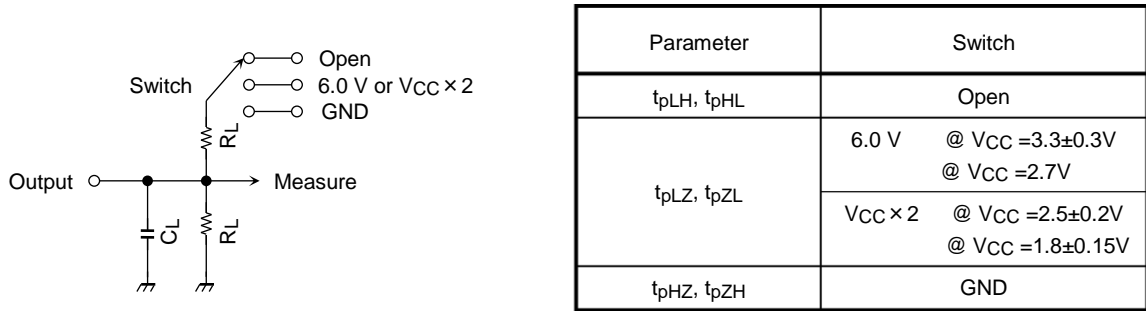 Open
Switch
6.0 V or VCC × 2
GND
RL
Output
Measure
CL
RL
Parameter Switch
tpLH, tpHL Open
tpLZ, tpZL
6.0 V @ VCC =3.3±0.3V
@ VCC =2.7V
VCC × 2 @ VCC =2.5±0.2V
@ VCC =1.8±0.15V
tpHZ, tpZH GND